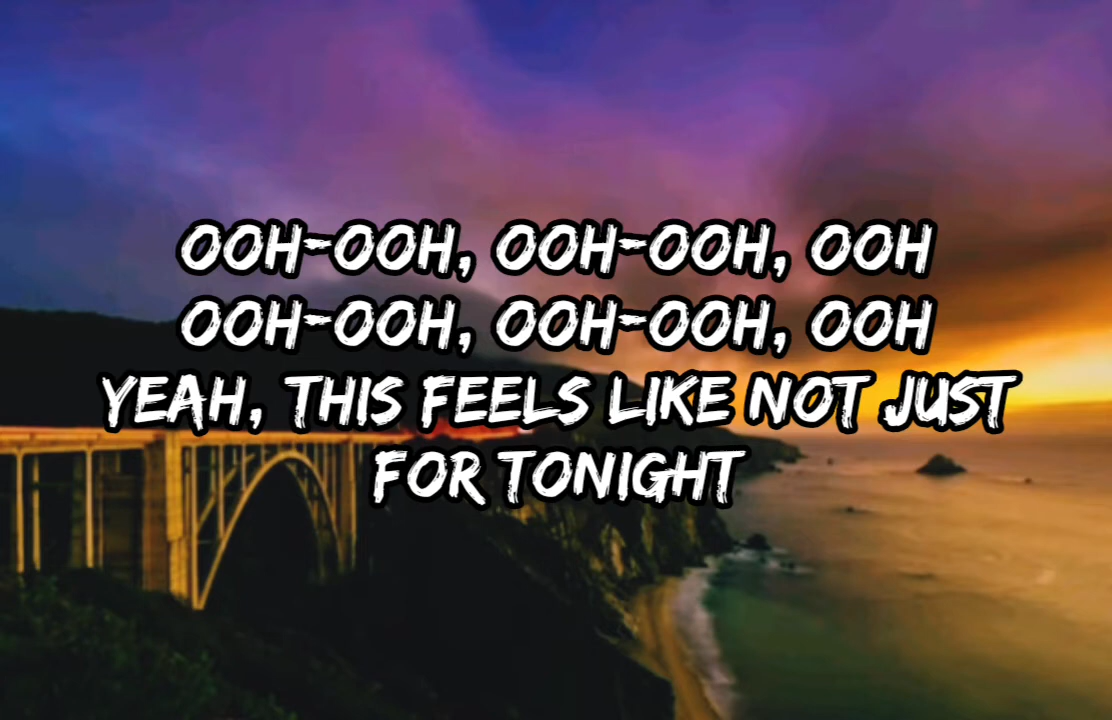 OOH-OOH, OOH-OOH, OOH
OOH-OOH, OOH-OOH, OOH
YEAH, THIS FEELS LIKE NOT JUST
FOR TONIGHT